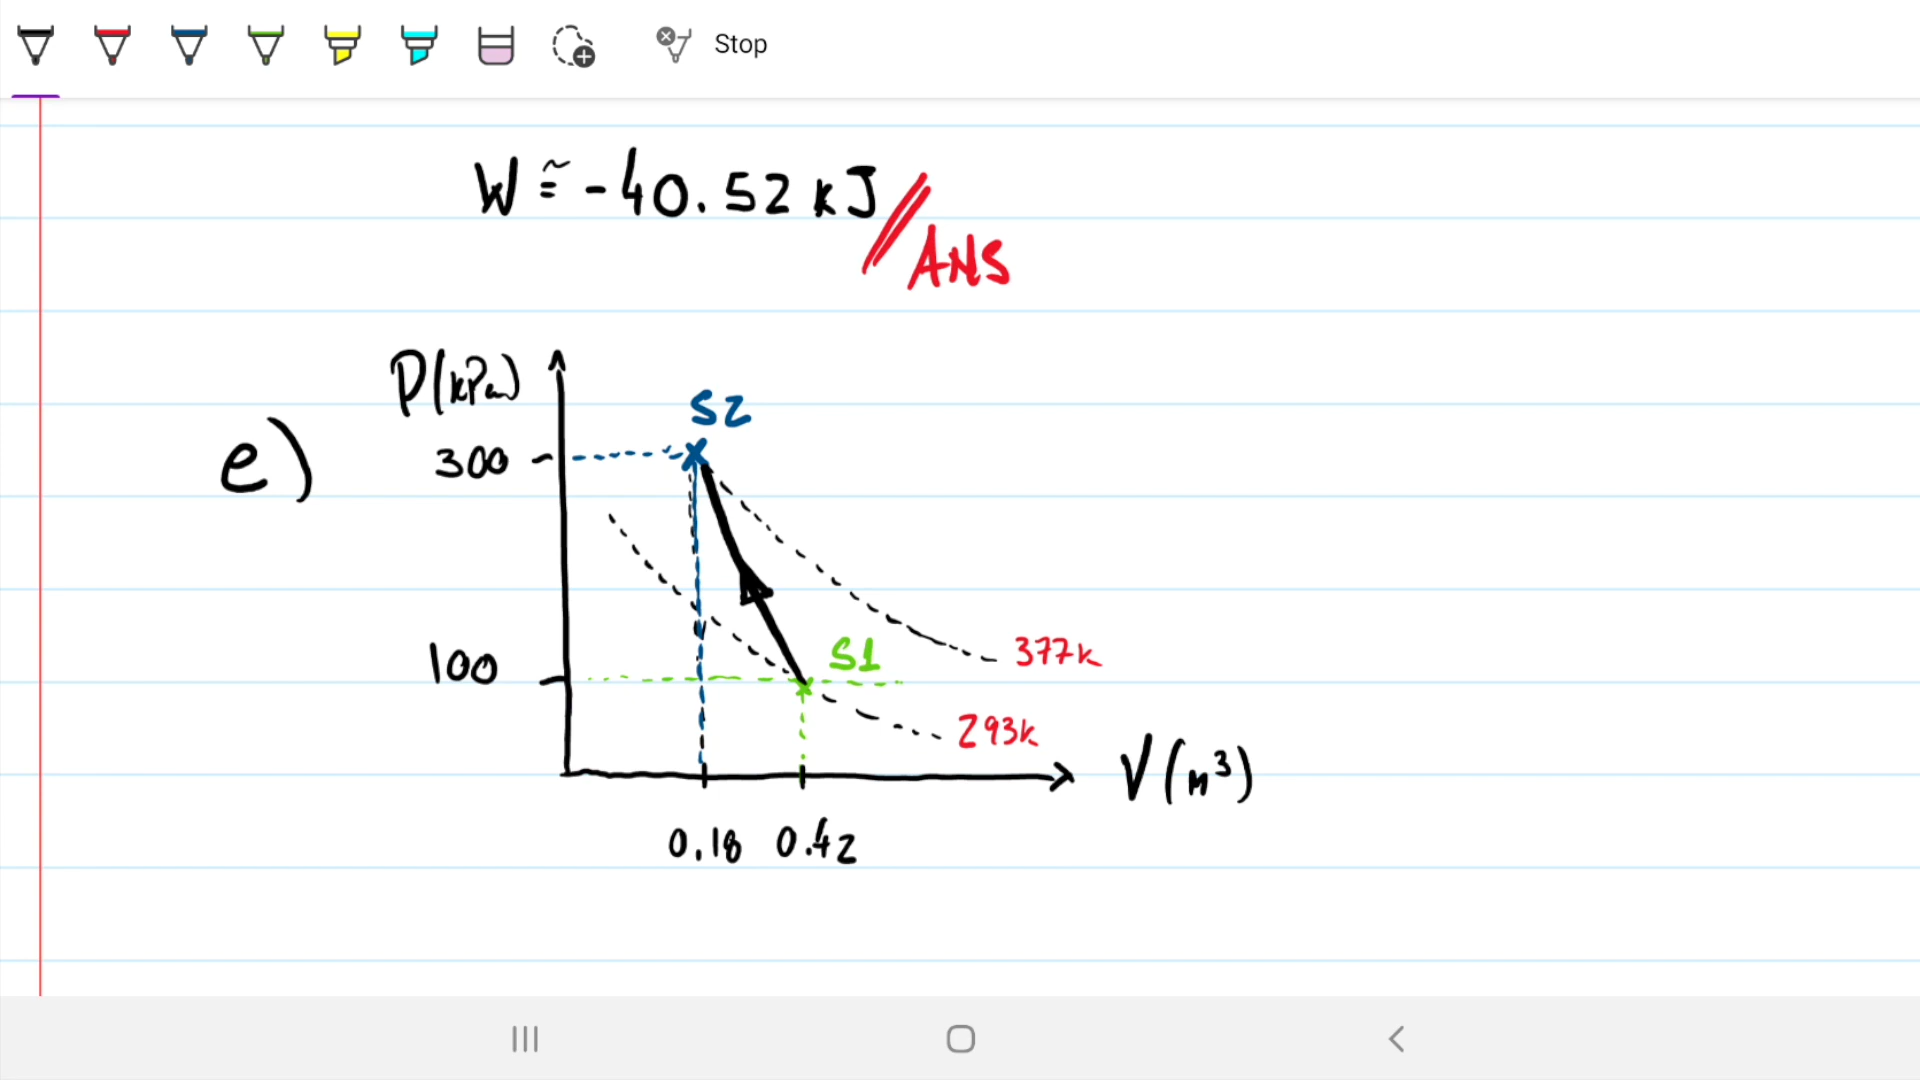 Stop
W ≅ -40.52 kJ
ANS
e)
P(kPa)
300
100
S2
S1
377k
293k
V(m³)
0.18 0.42